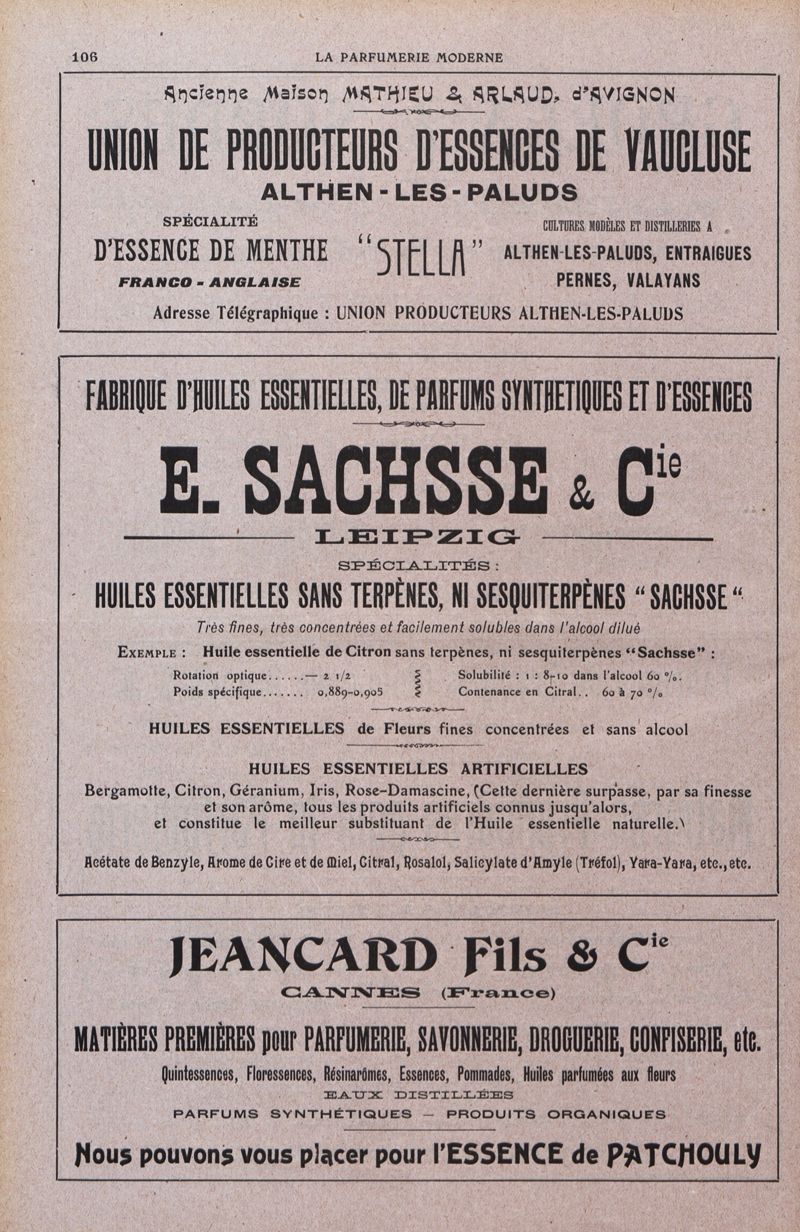 106
LA PARFUMERIE MODERNE
Ancienne Maison MATHIEU & ARLAUD, d'AVIGNON
UNION DE PRODUCTEURS D'ESSENCES DE VAUCLUSE
ALTHEN-LES-PALUDS
SPÉCIALITÉ
D'ESSENCE DE MENTHE
FRANCO-ANGLAISE
"STELLA"
CULTURES MODÈLES ET DISTILLERIES A
ALTHEN-LES-PALUDS, ENTRAIGUES
PERNES, VALAYANS
Adresse Télégraphique : UNION PRODUCTEURS ALTHEN-LES-PALUDS
FABRIQUE D'HUILES ESSENTIELLES, DE PARFUMS SYNTHETIQUES ET D'ESSENCES
E. SACHSSE & Cie
LEIPZIG
SPÉCIALITÉS :
HUILES ESSENTIELLES SANS TERPÈNES, NI SESQUITERPÈNES "SACHSSE"
Très fines, très concentrées et facilement solubles dans l'alcool dilué
EXEMPLE : Huile essentielle de Citron sans terpènes, ni sesquiterpènes "Sachsse" :
Rotation optique......— 2 1/2
Poids spécifique....... 0,889-0,905
Solubilité : 1 : 8-10 dans l'alcool 60 %.
Contenance en Citral.. 60 à 70 %
HUILES ESSENTIELLES de Fleurs fines concentrées et sans alcool
HUILES ESSENTIELLES ARTIFICIELLES
Bergamotte, Citron, Géranium, Iris, Rose-Damascine, (Cette dernière surpasse, par sa finesse
et son arôme, tous les produits artificiels connus jusqu'alors,
et constitue le meilleur substituant de l'Huile essentielle naturelle.)
Acétate de Benzyle, Arome de Cire et de Miel, Citral, Rosalol, Salicylate d'Amyle (Tréfol), Yara-Yara, etc., etc.
JEANCARD Fils & Cie
CANNES (France)
MATIÈRES PREMIÈRES pour PARFUMERIE, SAVONNERIE, DROGUERIE, CONFISERIE, etc.
Quintessences, Floressences, Résinarômes, Essences, Pommades, Huiles parfumées aux fleurs
EAUX DISTILLÉES
PARFUMS SYNTHÉTIQUES — PRODUITS ORGANIQUES
Nous pouvons vous placer pour l'ESSENCE de PATCHOULY